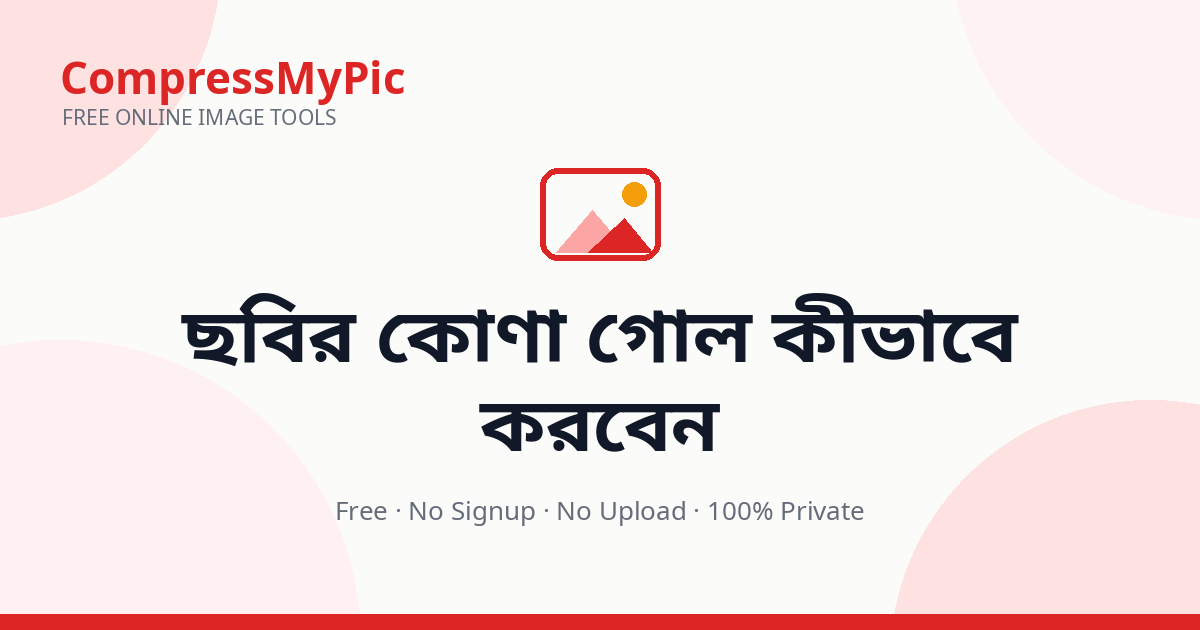 CompressMyPic
FREE ONLINE IMAGE TOOLS
ছবির কোণা গোল কীভাবে
করবেন
Free · No Signup · No Upload · 100% Private